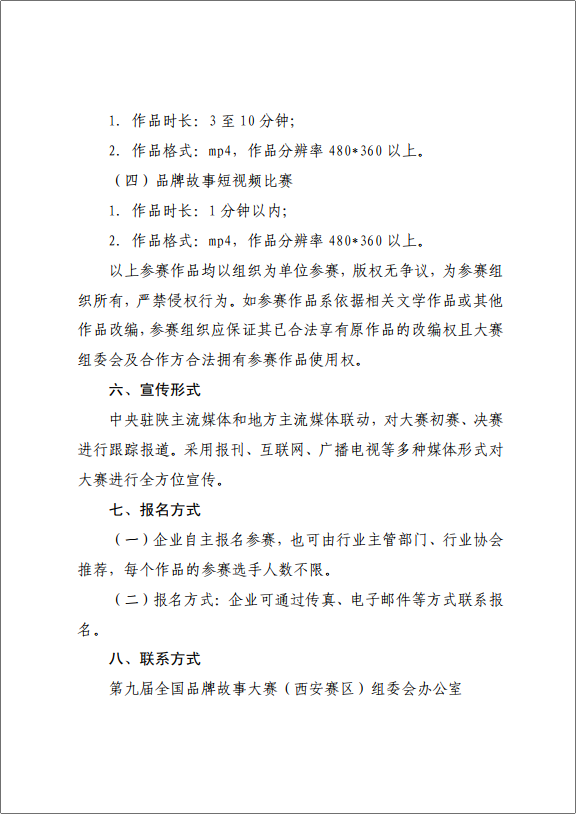 1. 作品时长：3 至 10 分钟；
2. 作品格式：mp4，作品分辨率 480*360 以上。
（四）品牌故事短视频比赛
1. 作品时长：1 分钟以内；
2. 作品格式：mp4，作品分辨率 480*360 以上。
以上参赛作品均以组织为单位参赛，版权无争议，为参赛组
织所有，严禁侵权行为。如参赛作品系依据相关文学作品或其他
作品改编，参赛组织应保证其已合法享有原作品的改编权且大赛
组委会及合作方合法拥有参赛作品使用权。
六、宣传形式
中央驻陕主流媒体和地方主流媒体联动，对大赛初赛、决赛
进行跟踪报道。采用报刊、互联网、广播电视等多种媒体形式对
大赛进行全方位宣传。
七、报名方式
（一）企业自主报名参赛，也可由行业主管部门、行业协会
推荐，每个作品的参赛选手人数不限。
（二）报名方式：企业可通过传真、电子邮件等方式联系报
名。
八、联系方式
第九届全国品牌故事大赛（西安赛区）组委会办公室